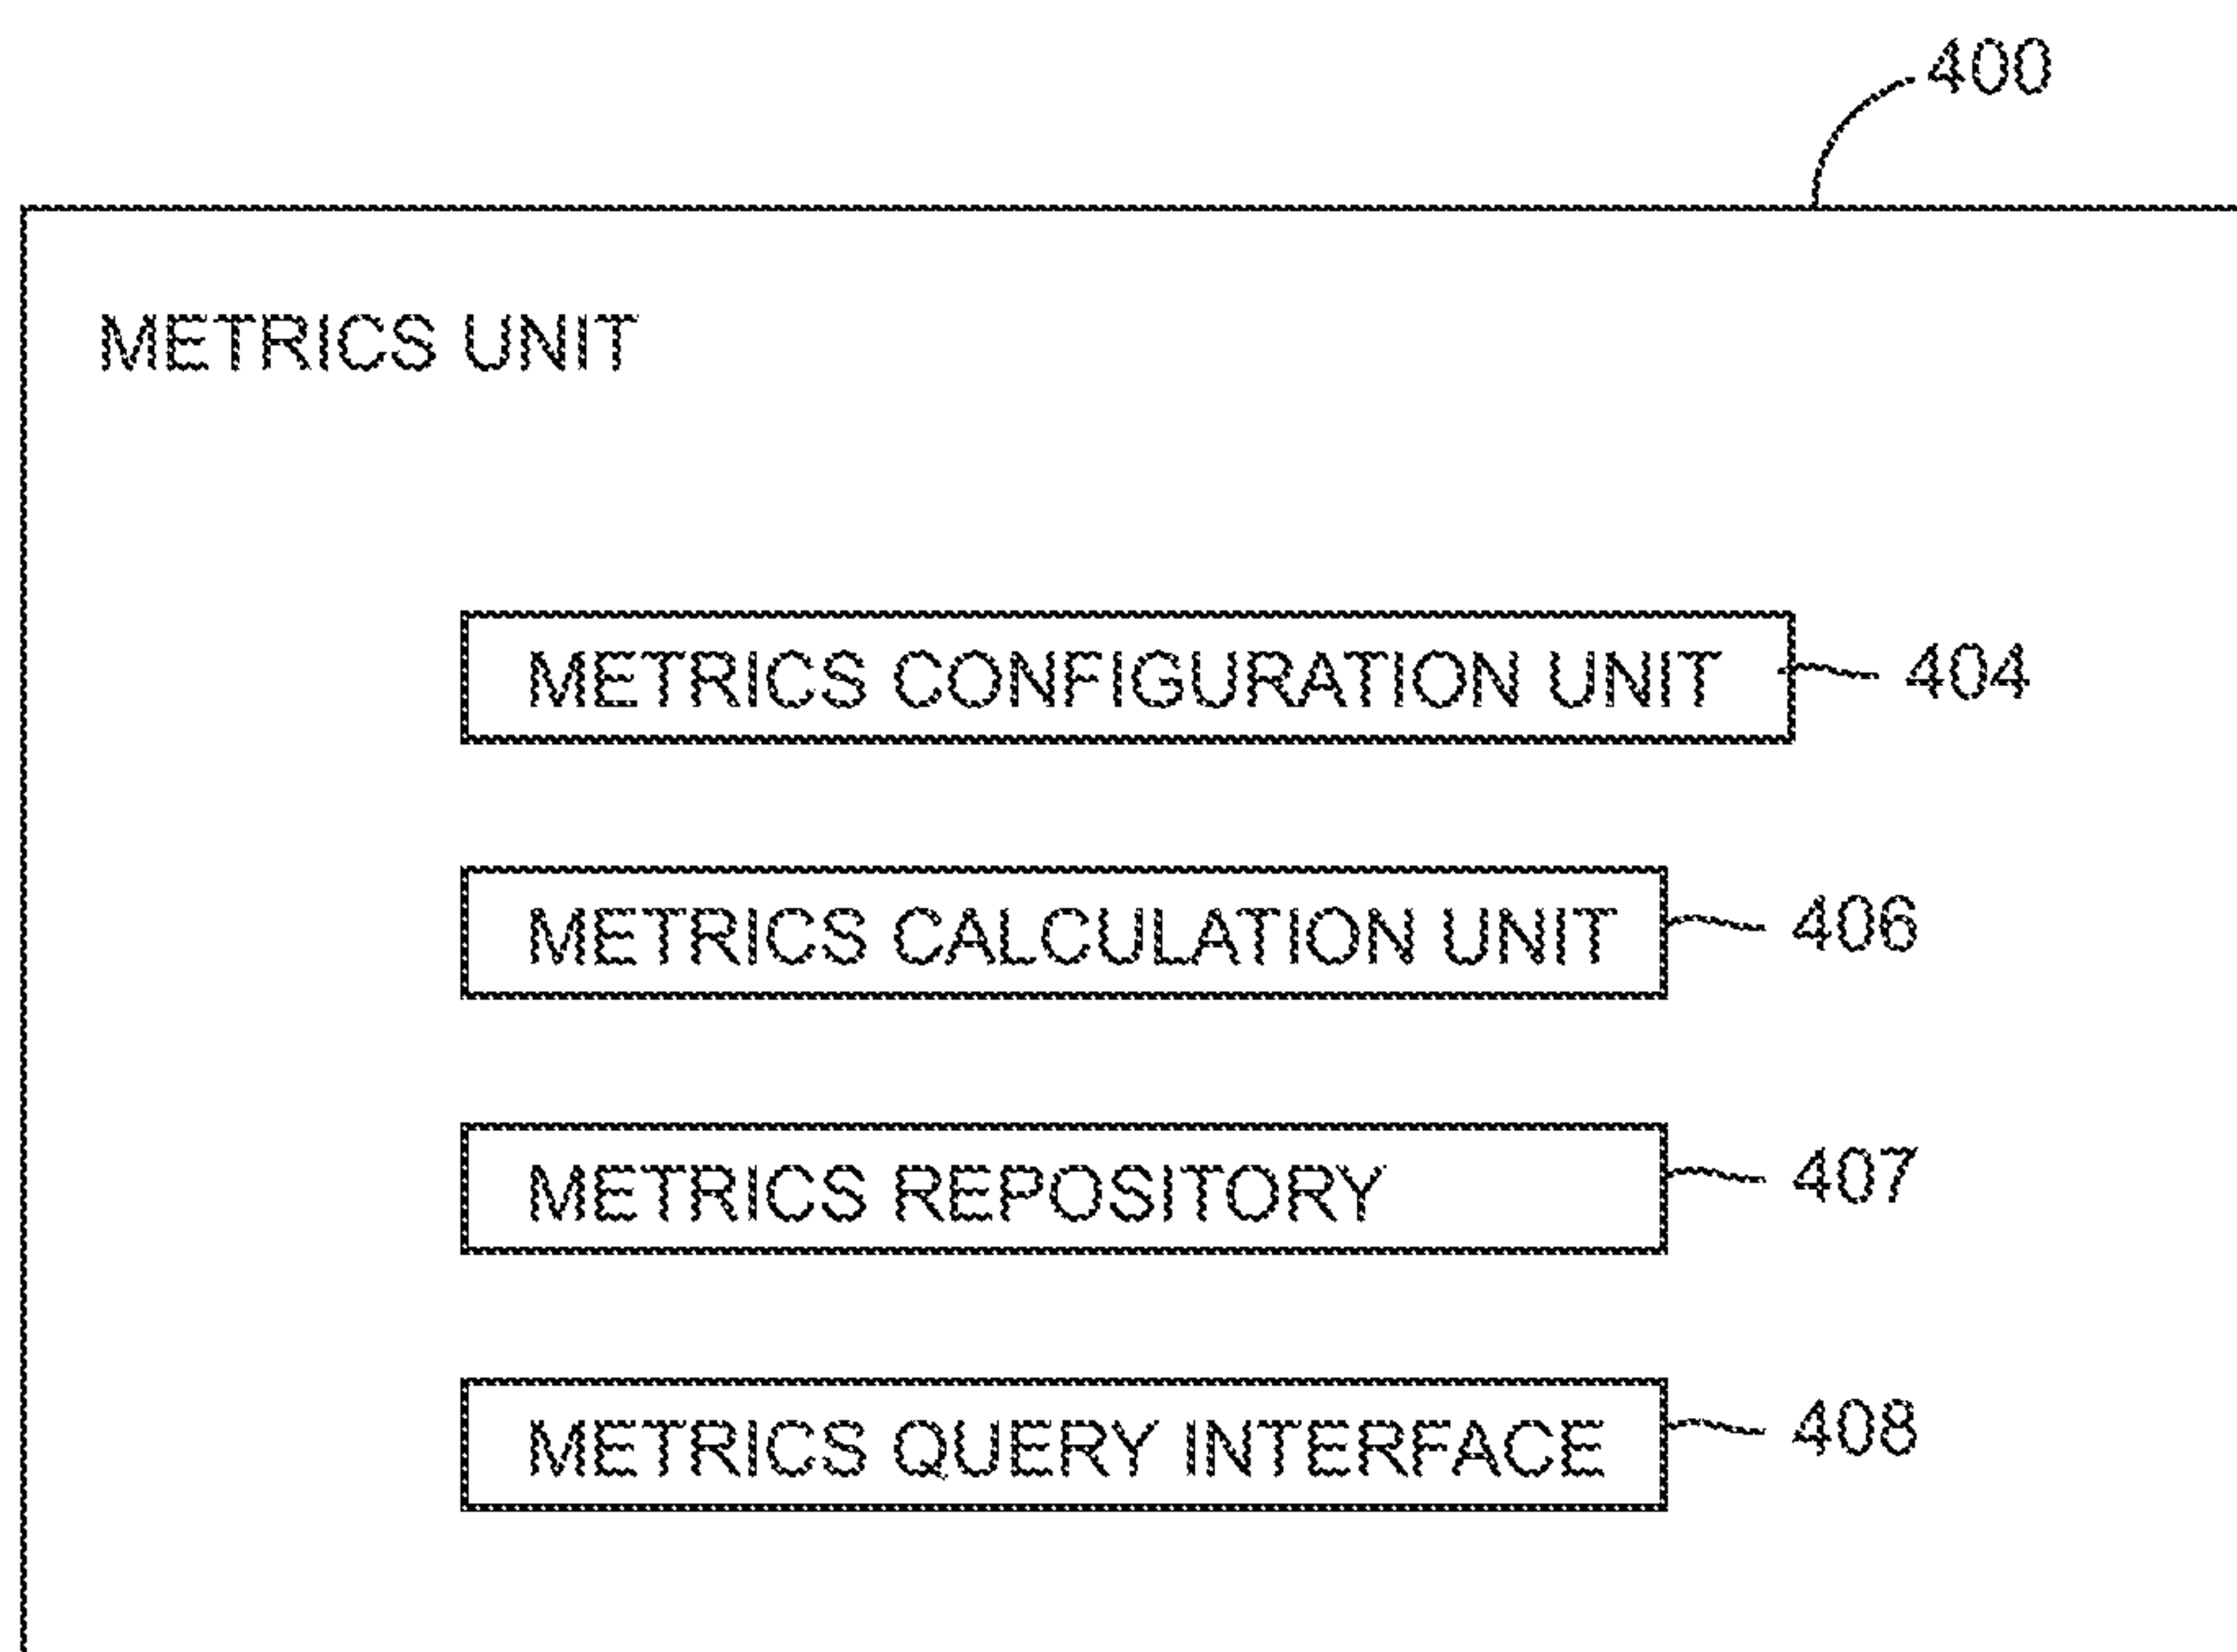 400
METRICS UNIT
METRICS CONFIGURATION UNIT 404
METRICS CALCULATION UNIT 406
METRICS REPOSITORY 407
METRICS QUERY INTERFACE 408